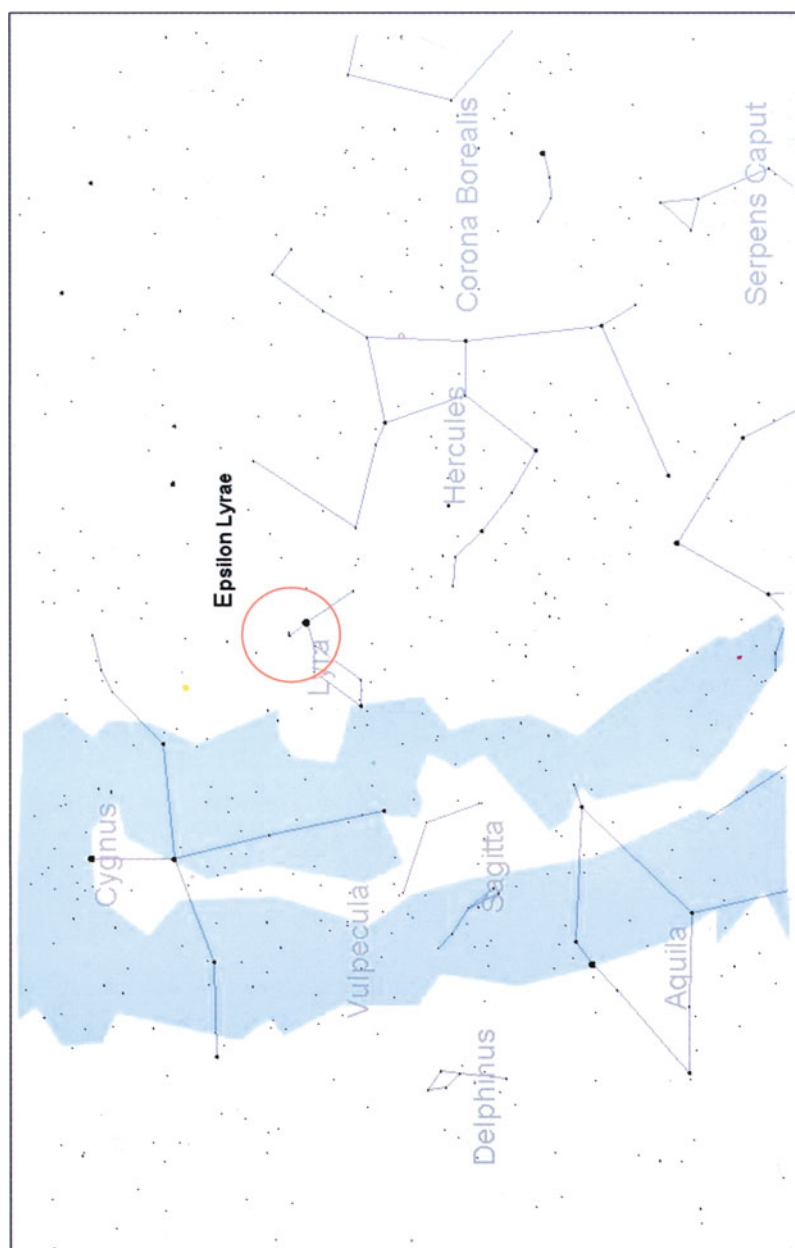 Cygnus
Epsilon Lyrae
Lyra
Vulpecula
Delphinus
Sagitta
Hercules
Corona Borealis
Aquila
Serpens Caput